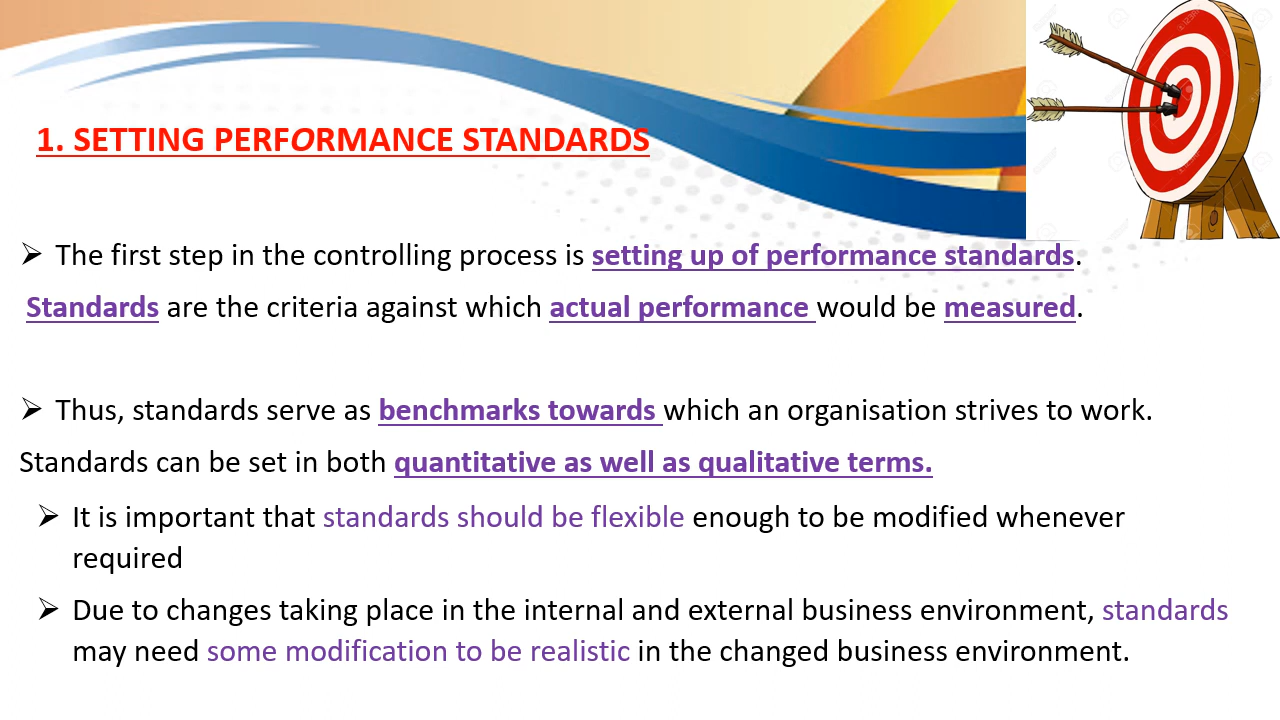 1. SETTING PERFORMANCE STANDARDS
➢ The first step in the controlling process is setting up of performance standards.
Standards are the criteria against which actual performance would be measured.
➢ Thus, standards serve as benchmarks towards which an organisation strives to work.
Standards can be set in both quantitative as well as qualitative terms.
➢ It is important that standards should be flexible enough to be modified whenever
required
➢ Due to changes taking place in the internal and external business environment, standards
may need some modification to be realistic in the changed business environment.